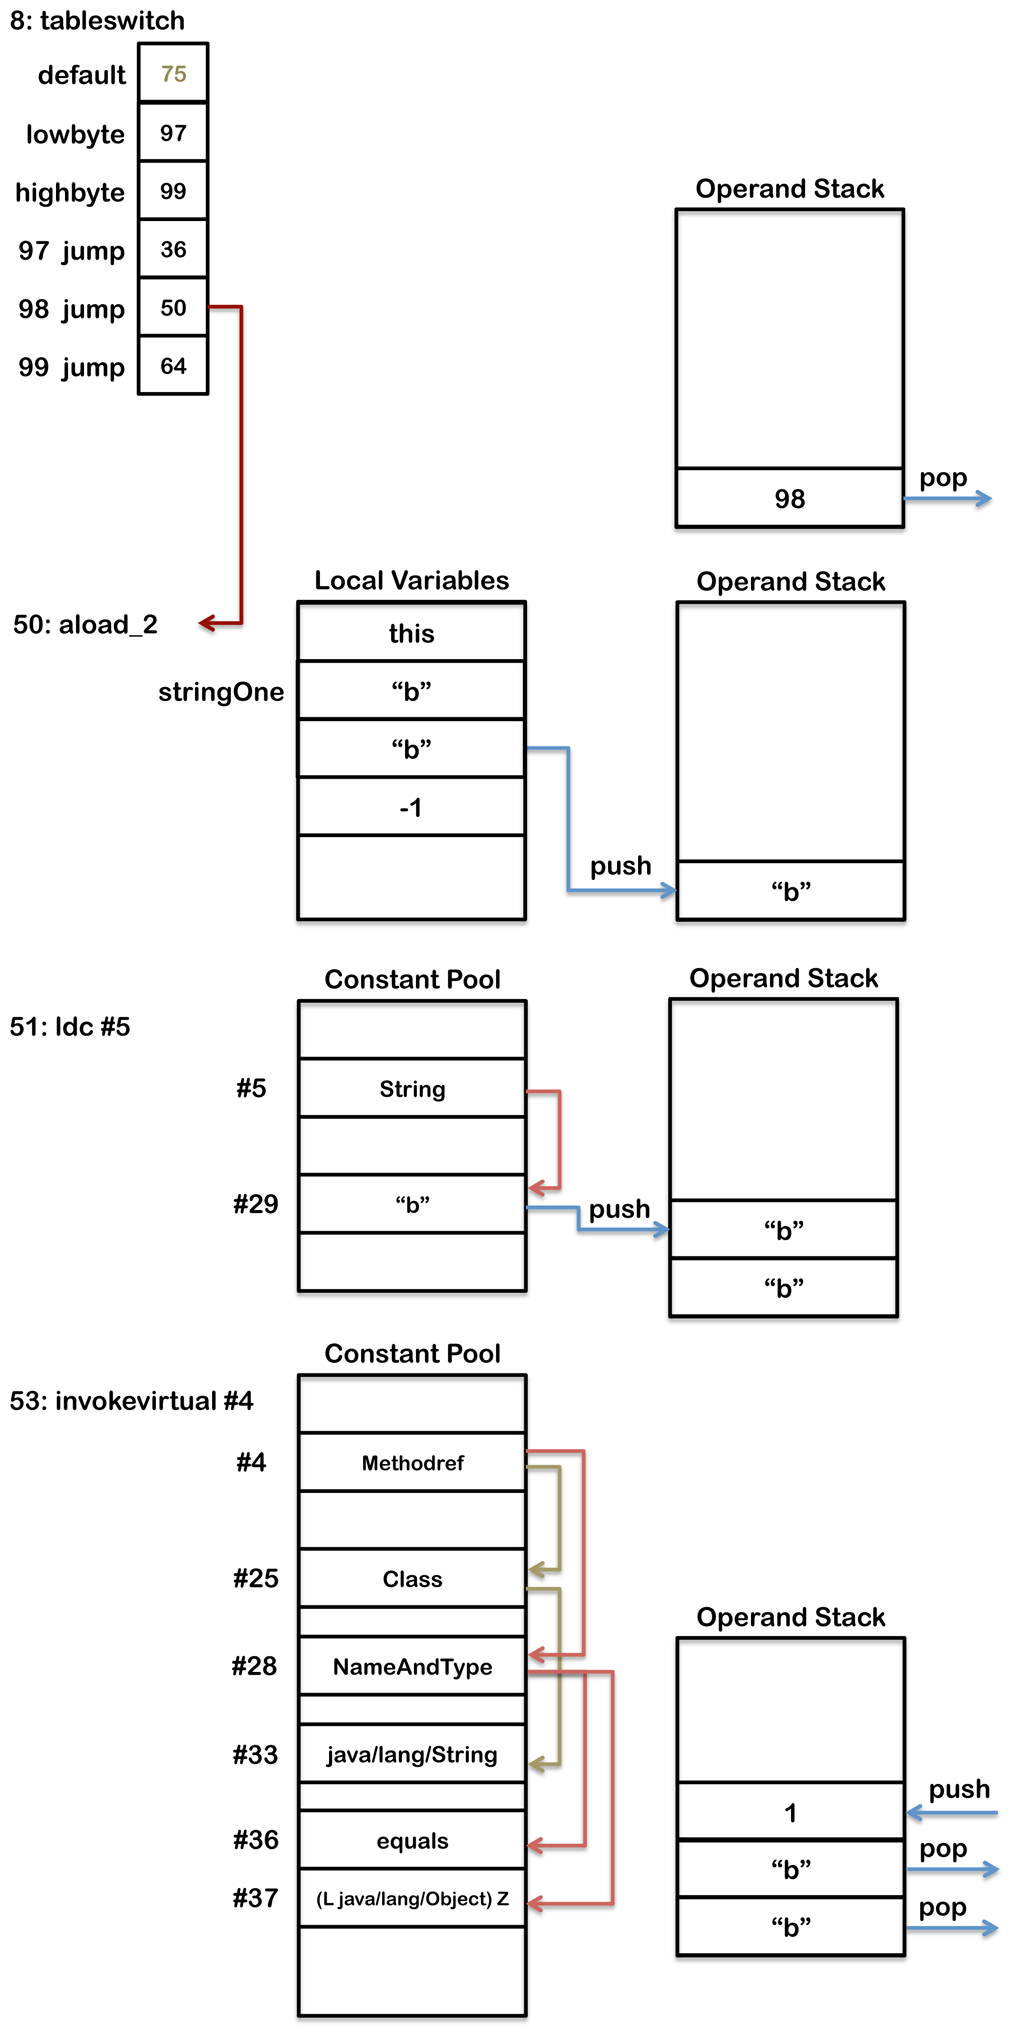 8: tableswitch
default 75
lowbyte 97
highbyte 99
97 jump 36
98 jump 50
99 jump 64
Operand Stack
98
pop
50: aload_2
Local Variables
this
stringOne “b”
“b”
-1
Operand Stack
push
“b”
51: ldc #5
Constant Pool
#5 String
#29 “b”
Operand Stack
push
“b”
“b”
53: invokevirtual #4
Constant Pool
#4 Methodref
#25 Class
#28 NameAndType
#33 java/lang/String
#36 equals
#37 (L java/lang/Object) Z
Operand Stack
1 push
“b” pop
“b” pop